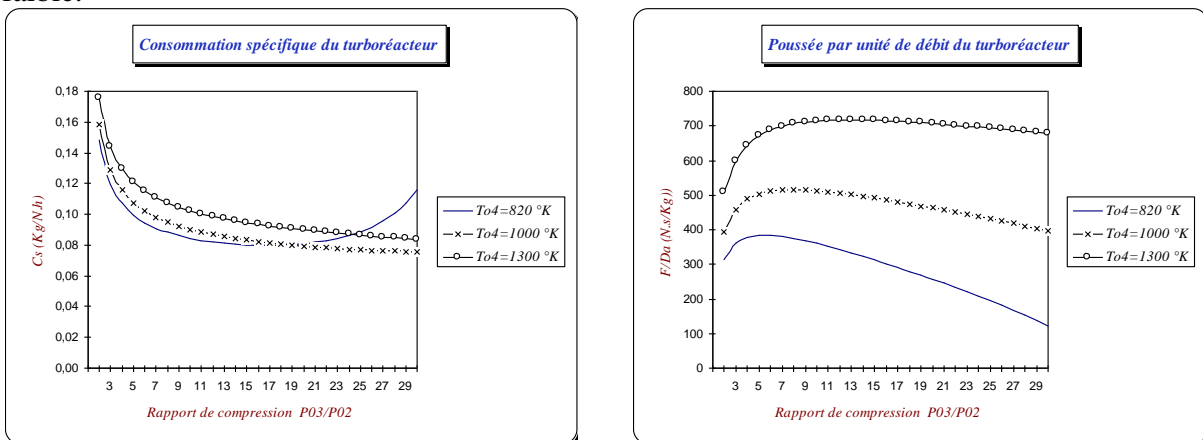 faible.
Consommation spécifique du turboréacteur
Cs (Kg/N.h)
0,18
0,16
0,14
0,12
0,10
0,08
0,06
0,04
0,02
0,00
3 5 7 9 11 13 15 17 19 21 23 25 27 29
Rapport de compression P03/P02
To4=820 °K
To4=1000 °K
To4=1300 °K
Poussée par unité de débit du turboréacteur
F/Da (N.s/Kg))
800
700
600
500
400
300
200
100
0
3 5 7 9 11 13 15 17 19 21 23 25 27 29
Rapport de compression P03/P02
To4=820 °K
To4=1000 °K
To4=1300 °K